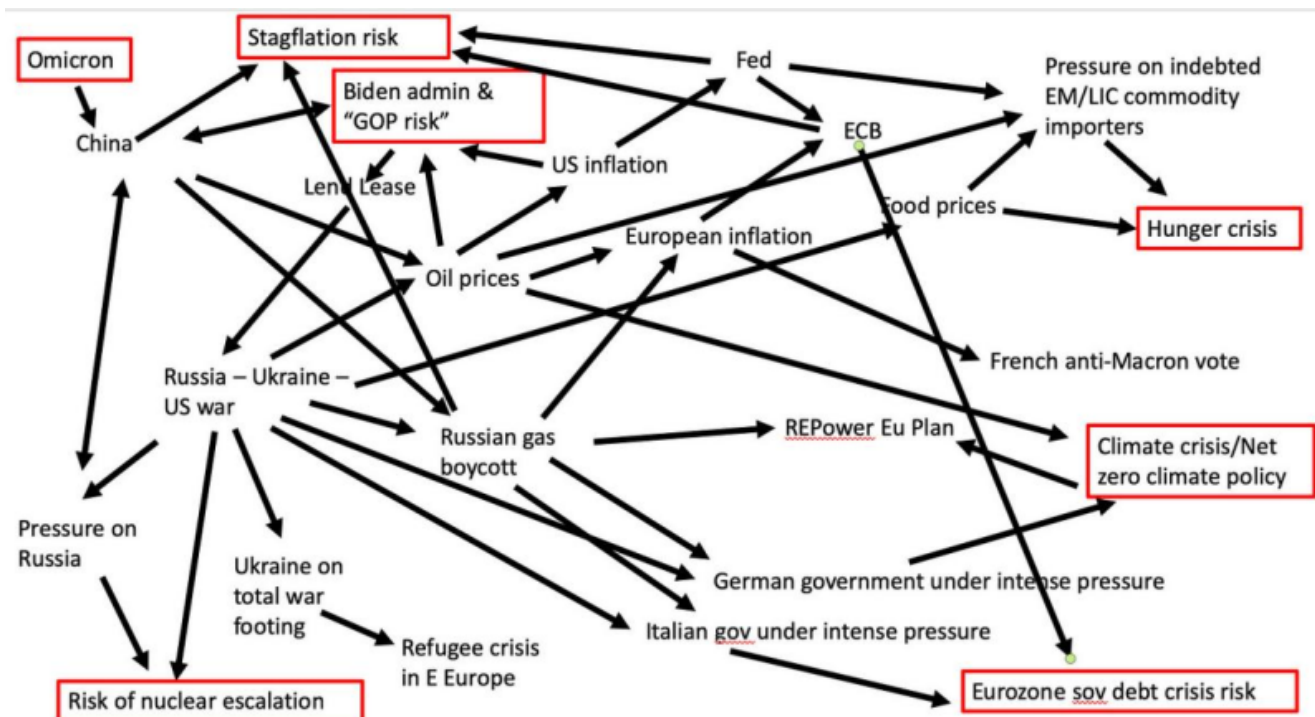 Omicron
Stagflation risk
Fed
Pressure on indebted
EM/LIC commodity
importers
Biden admin &
“GOP risk”
China
ECB
US inflation
Lend Lease
Food prices
Hunger crisis
European inflation
Oil prices
French anti-Macron vote
Russia – Ukraine –
US war
Russian gas
boycott
REPower Eu Plan
Climate crisis/Net
zero climate policy
Pressure on
Russia
Ukraine on
total war
footing
German government under intense pressure
Italian gov under intense pressure
Refugee crisis
in E Europe
Risk of nuclear escalation
Eurozone sov debt crisis risk